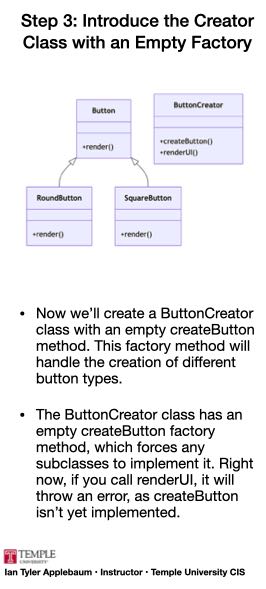 Step 3: Introduce the Creator
Class with an Empty Factory
Button
+render()
ButtonCreator
+createButton()
+renderUI()
RoundButton
+render()
SquareButton
+render()
• Now we’ll create a ButtonCreator
class with an empty createButton
method. This factory method will
handle the creation of different
button types.
• The ButtonCreator class has an
empty createButton factory
method, which forces any
subclasses to implement it. Right
now, if you call renderUI, it will
throw an error, as createButton
isn’t yet implemented.
T TEMPLE
UNIVERSITY
Ian Tyler Applebaum • Instructor • Temple University CIS